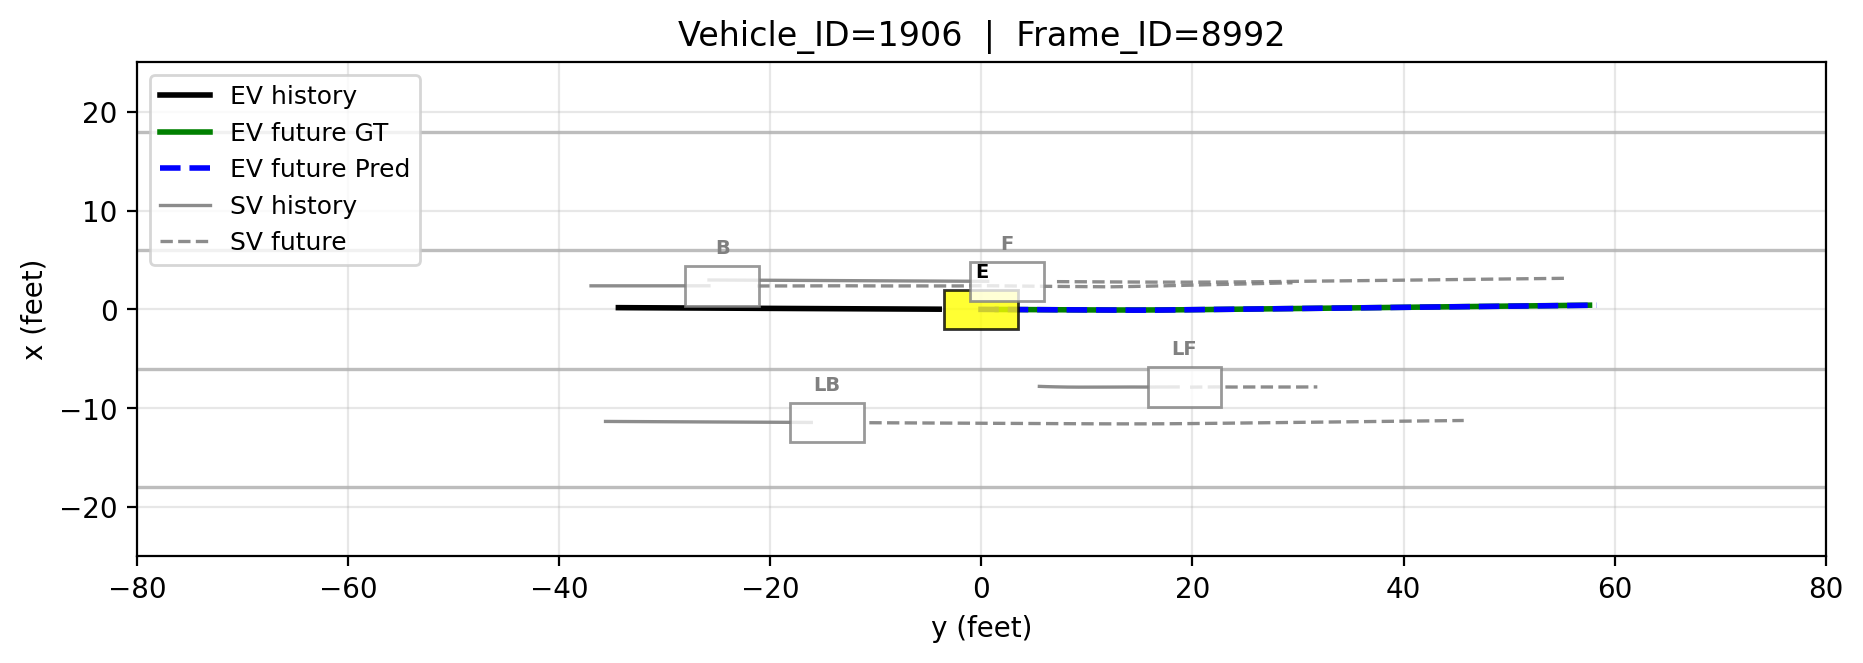 Vehicle_ID=1906 | Frame_ID=8992
EV history
EV future GT
EV future Pred
SV history
SV future
x (feet)
20
10
0
−10
−20
B
F
E
LF
LB
−80
−60
−40
−20
0
20
40
60
80
y (feet)